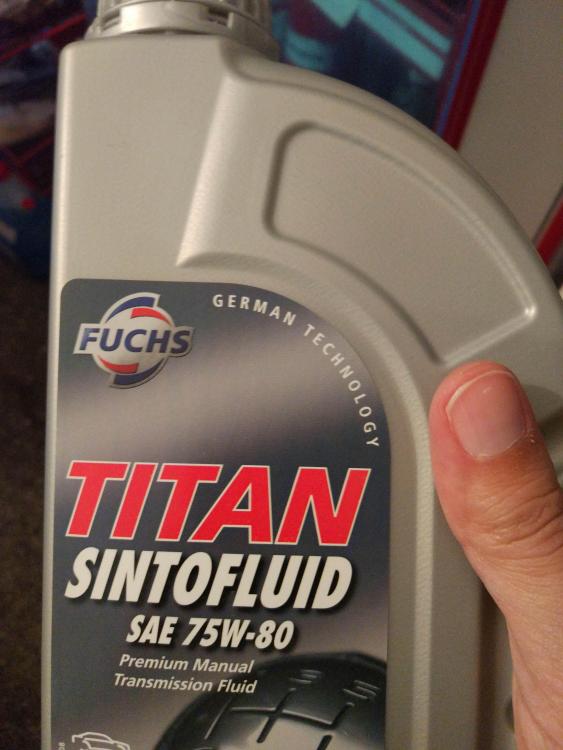 GERMAN TECHNOLOGY
FUCHS
TITAN
SINTOFLUID
SAE 75W-80
Premium Manual
Transmission Fluid